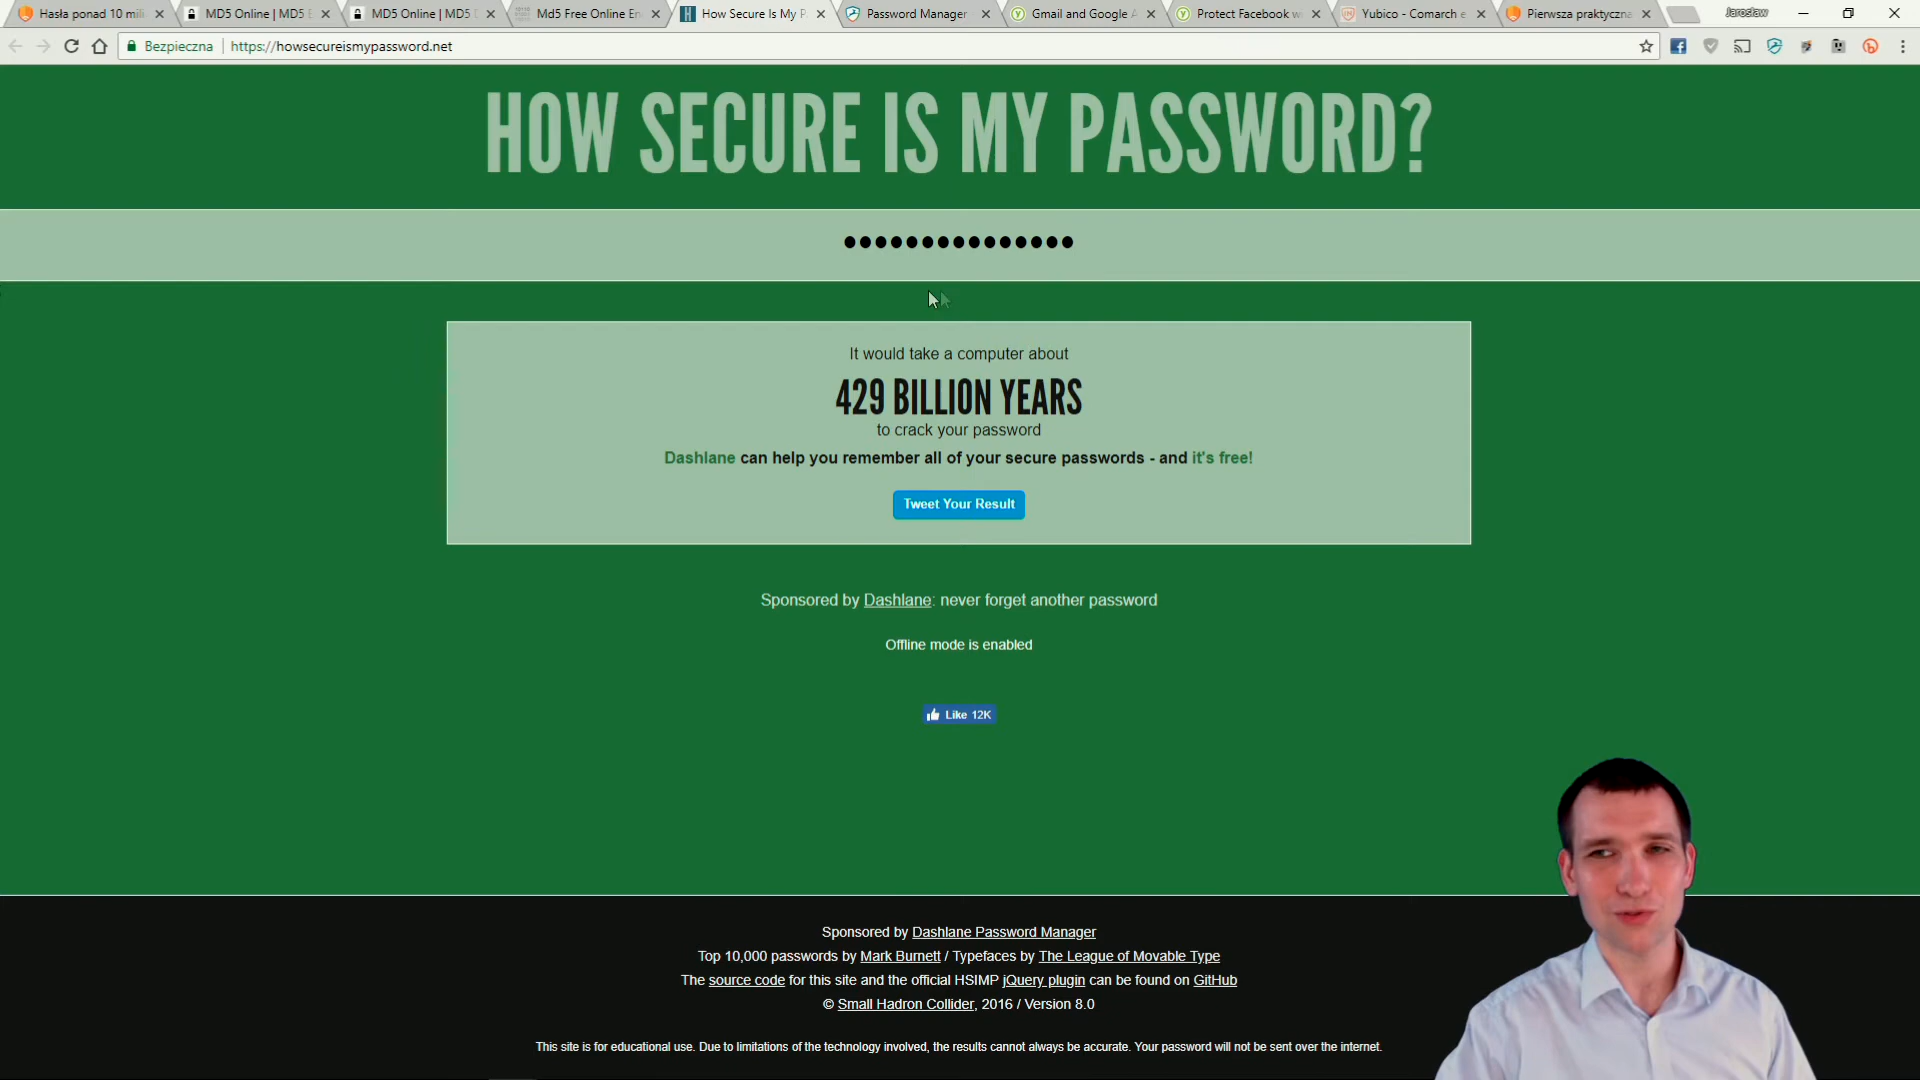 Hasła ponad 10 mili
MD5 Online | MD5 E
MD5 Online | MD5 D
Md5 Free Online En
How Secure Is My P
Password Manager
Gmail and Google A
Protect Facebook w
Yubico - Comarch e
Pierwsza praktyczna
Jarosław
Bezpieczna
https://howsecureismypassword.net
HOW SECURE IS MY PASSWORD?
It would take a computer about
429 BILLION YEARS
to crack your password
Dashlane can help you remember all of your secure passwords - and it's free!
Tweet Your Result
Sponsored by Dashlane: never forget another password
Offline mode is enabled
Like 12K
Sponsored by Dashlane Password Manager
Top 10,000 passwords by Mark Burnett / Typefaces by The League of Movable Type
The source code for this site and the official HSIMP jQuery plugin can be found on GitHub
© Small Hadron Collider, 2016 / Version 8.0
This site is for educational use. Due to limitations of the technology involved, the results cannot always be accurate. Your password will not be sent over the internet.